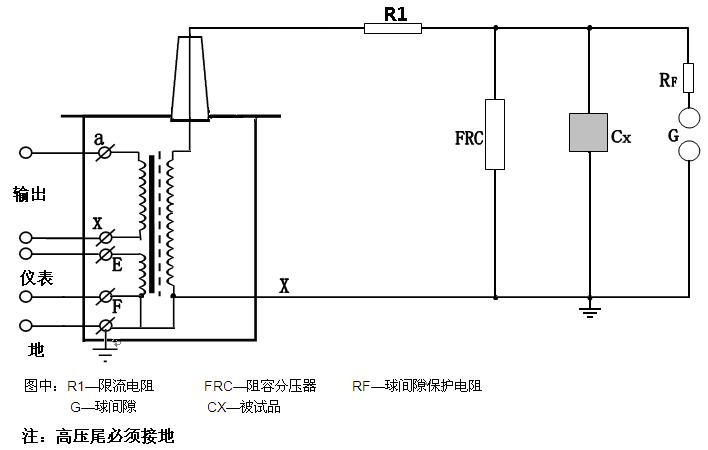 R1
a
RF
FRC
Cx
G
输出
X
E
仪表
X
F
地
图中：R1—限流电阻 FRC—阻容分压器 RF—球间隙保护电阻
G—球间隙 CX—被试品
注：高压尾必须接地